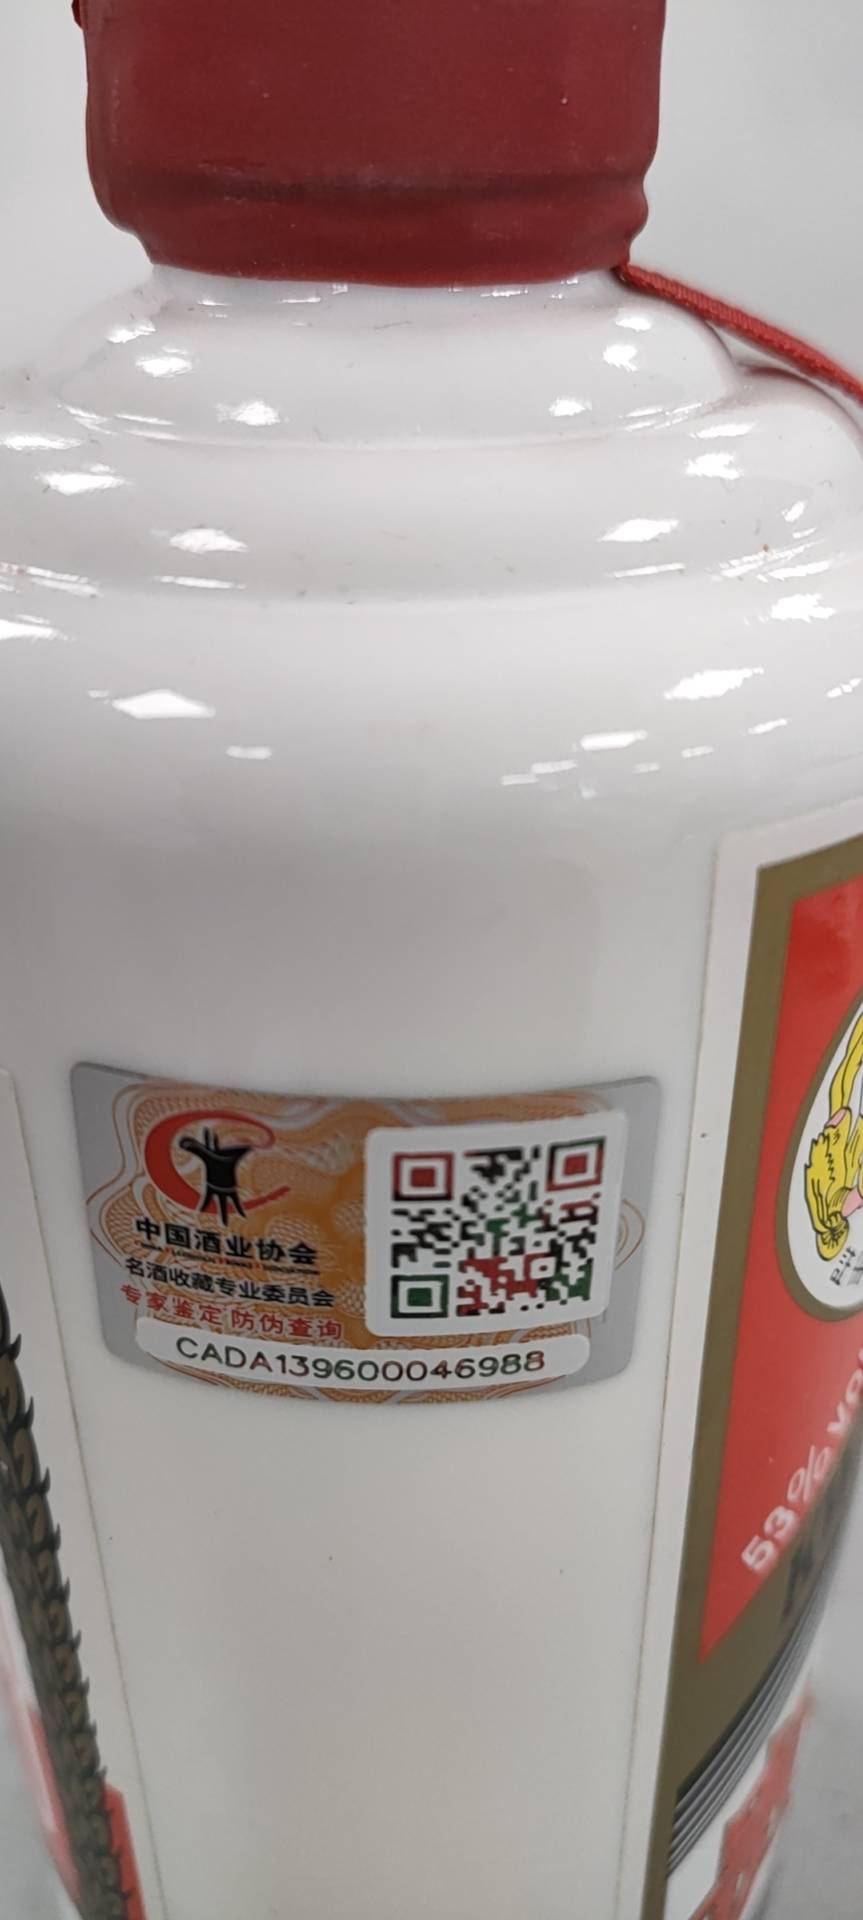 中国酒业协会
名酒收藏专业委员会
专家鉴定 防伪查询
CADA139600046988
53%